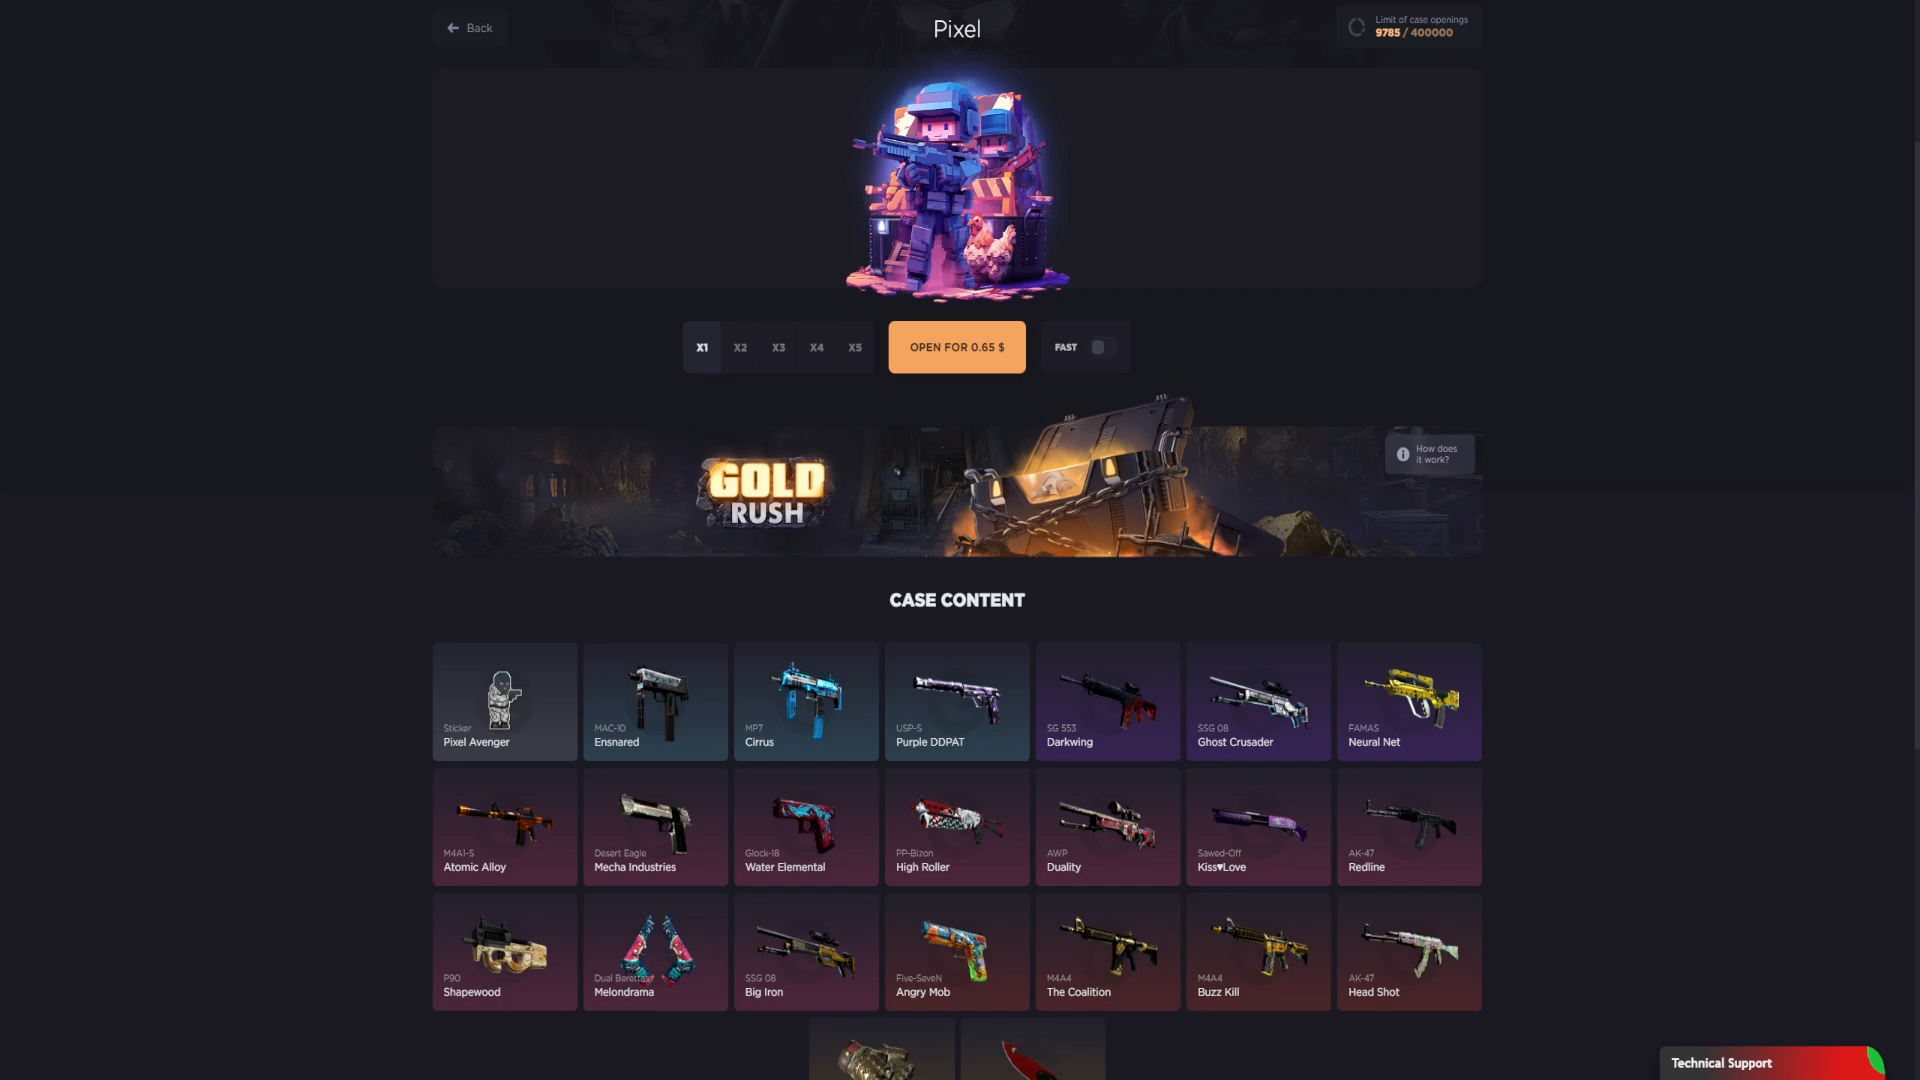 Back
Pixel
Limit of case openings
9785 / 400000
X1
X2
X3
X4
X5
OPEN FOR 0.65 $
FAST
GOLD
RUSH
How does
it work?
CASE CONTENT
Sticker
Pixel Avenger
MAC-10
Ensnared
MP7
Cirrus
USP-S
Purple DDPAT
SG 553
Darkwing
SSG 08
Ghost Crusader
FAMAS
Neural Net
M4A1-S
Atomic Alloy
Desert Eagle
Mecha Industries
Glock-18
Water Elemental
PP-Bizon
High Roller
AWP
Duality
Sawed-Off
Kiss♥Love
AK-47
Redline
P90
Shapewood
Dual Berettas
Melondrama
SSG 08
Big Iron
Five-SeveN
Angry Mob
M4A4
The Coalition
M4A4
Buzz Kill
AK-47
Head Shot
Technical Support